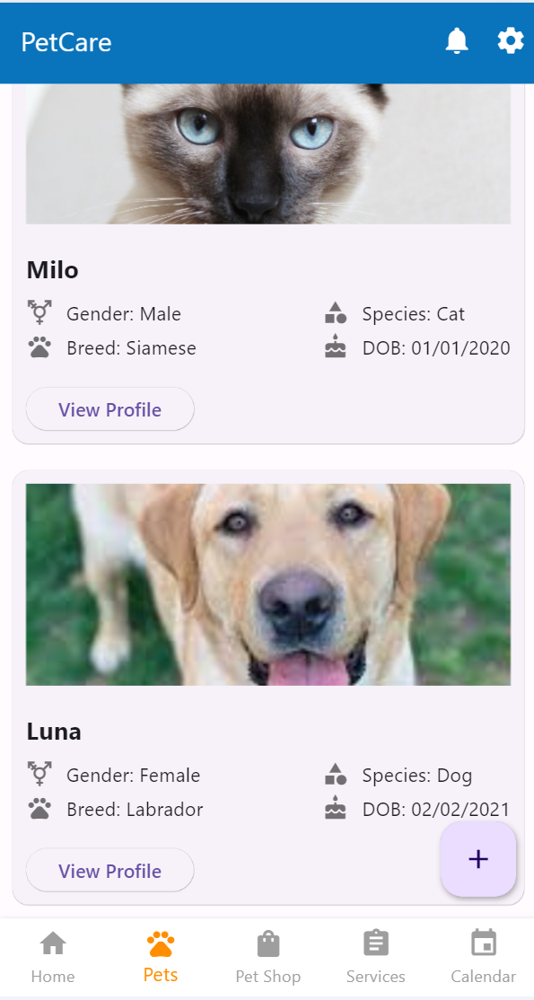 PetCare
Milo
Gender: Male
Species: Cat
Breed: Siamese
DOB: 01/01/2020
View Profile
Luna
Gender: Female
Species: Dog
Breed: Labrador
DOB: 02/02/2021
View Profile
+
Home
Pets
Pet Shop
Services
Calendar